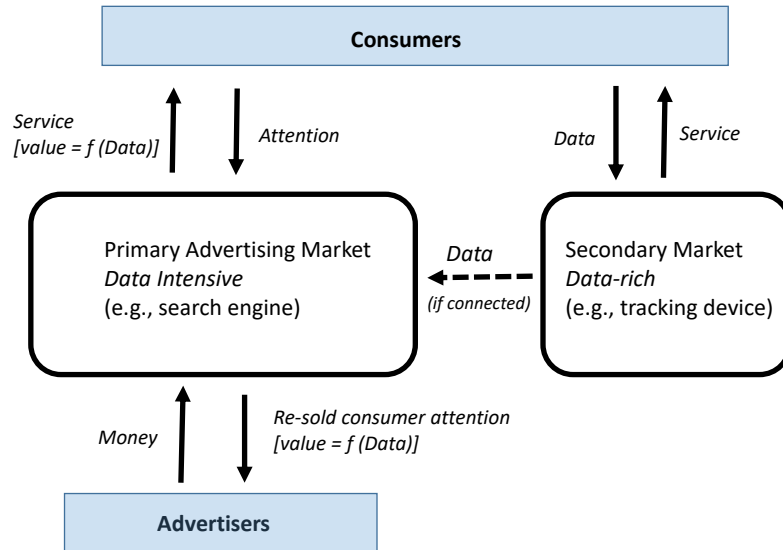 Consumers
Service
[value = f (Data)]
Attention
Data
Service
Primary Advertising Market
Data Intensive
(e.g., search engine)
Data
(if connected)
Secondary Market
Data-rich
(e.g., tracking device)
Money
Re-sold consumer attention
[value = f (Data)]
Advertisers